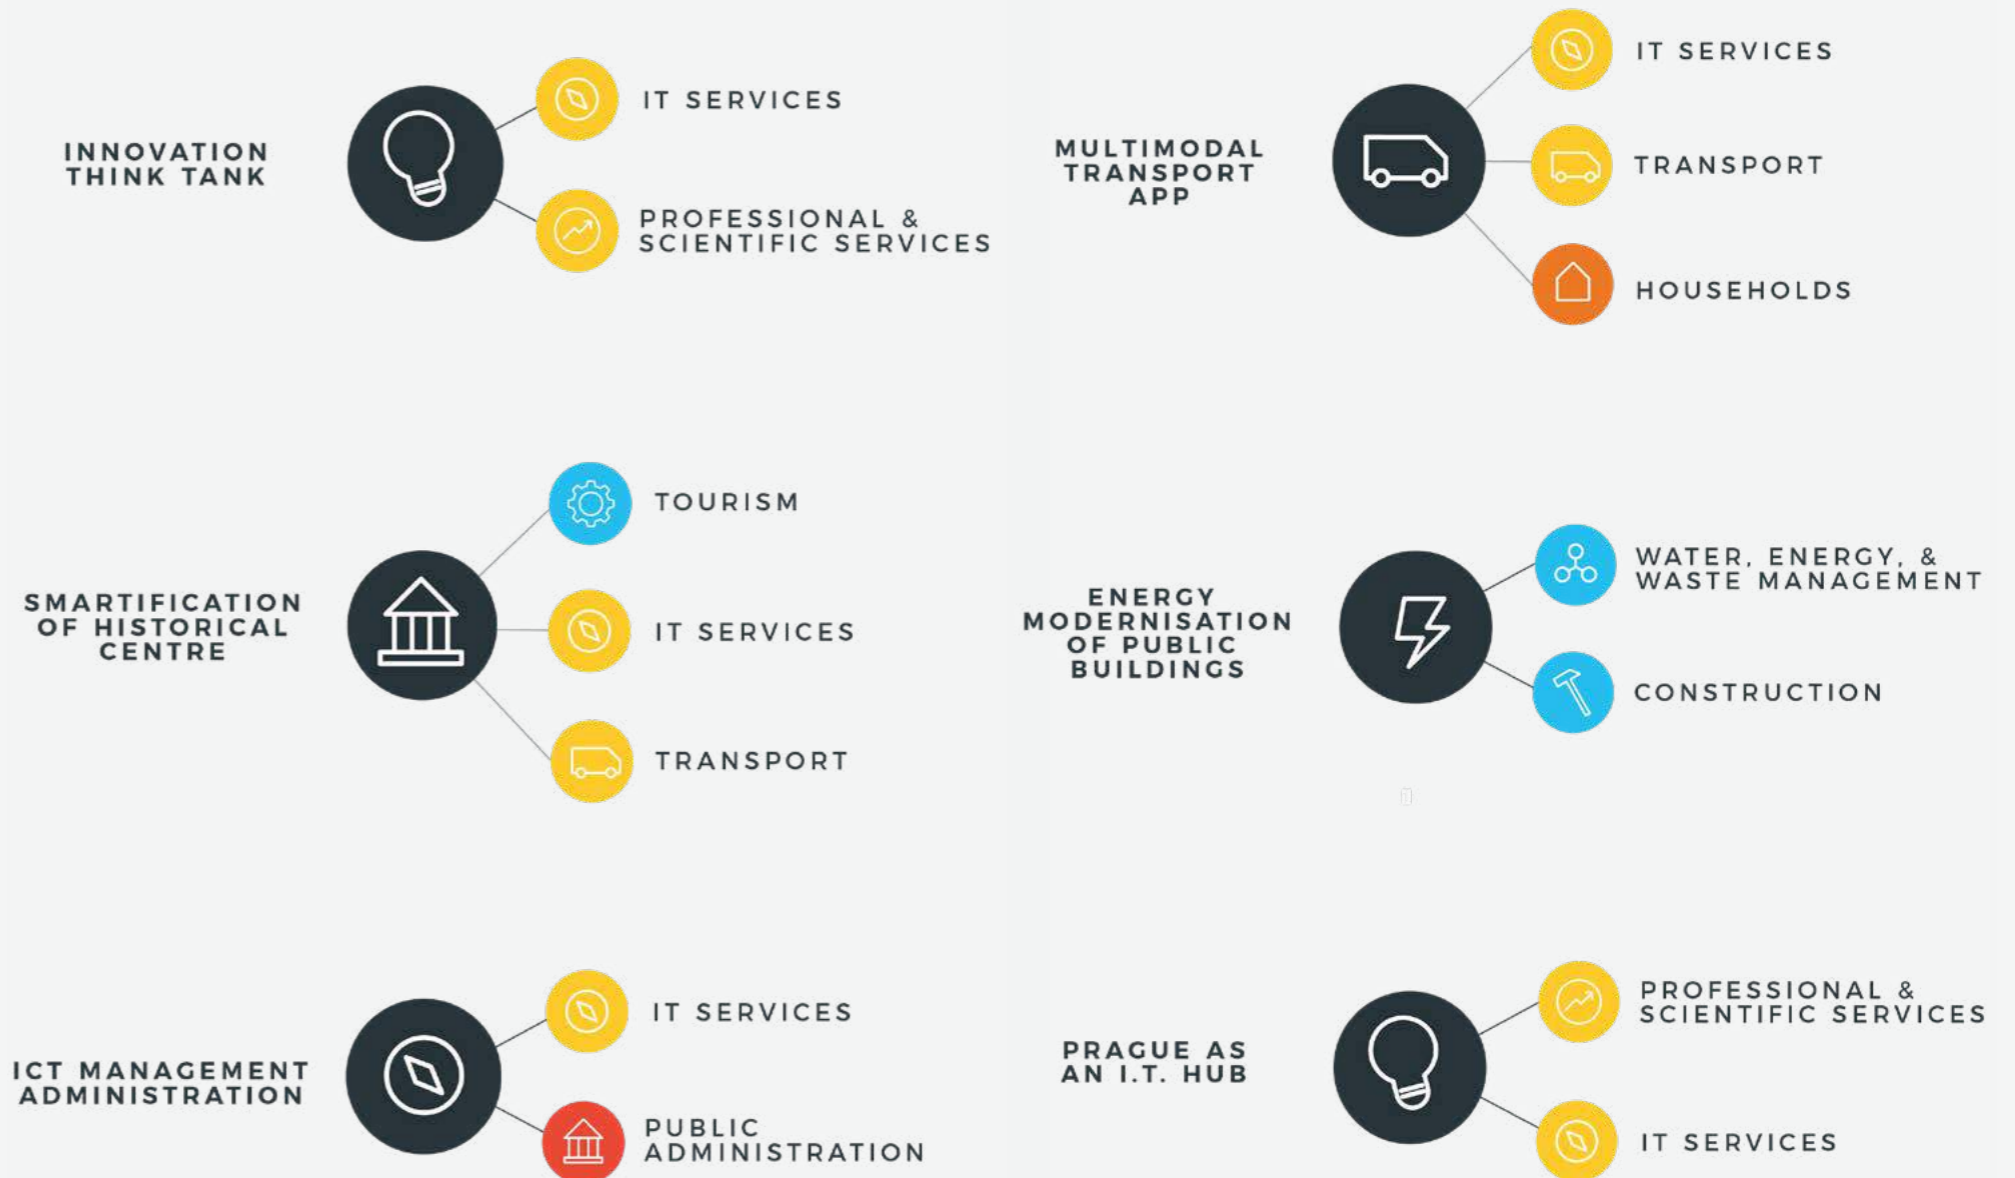 INNOVATION
THINK TANK
IT SERVICES
PROFESSIONAL &
SCIENTIFIC SERVICES
MULTIMODAL
TRANSPORT
APP
IT SERVICES
TRANSPORT
HOUSEHOLDS
SMARTIFICATION
OF HISTORICAL
CENTRE
TOURISM
IT SERVICES
TRANSPORT
ENERGY
MODERNISATION
OF PUBLIC
BUILDINGS
WATER, ENERGY, &
WASTE MANAGEMENT
CONSTRUCTION
ICT MANAGEMENT
ADMINISTRATION
IT SERVICES
PUBLIC
ADMINISTRATION
PRAGUE AS
AN I.T. HUB
PROFESSIONAL &
SCIENTIFIC SERVICES
IT SERVICES